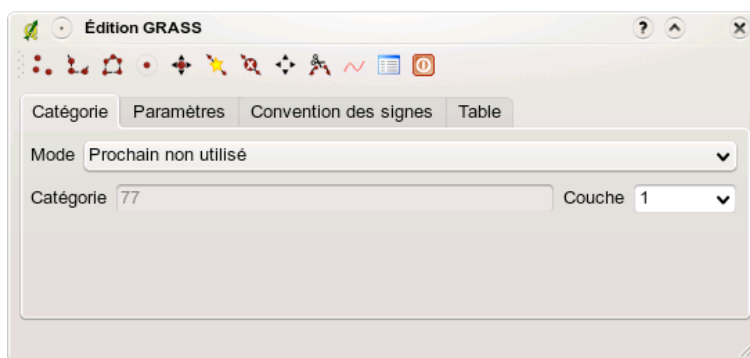 Édition GRASS
Catégorie Paramètres Convention des signes Table
Mode Prochain non utilisé
Catégorie 77 Couche 1